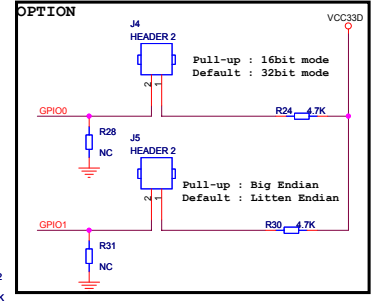 OPTION
J4
HEADER 2
VCC33D
Pull-up : 16bit mode
Default : 32bit mode
2
1
GPIO0
R24
4.7K
R28
NC
J5
HEADER 2
Pull-up : Big Endian
Default : Litten Endian
2
1
GPIO1
R30
4.7K
R31
NC
K